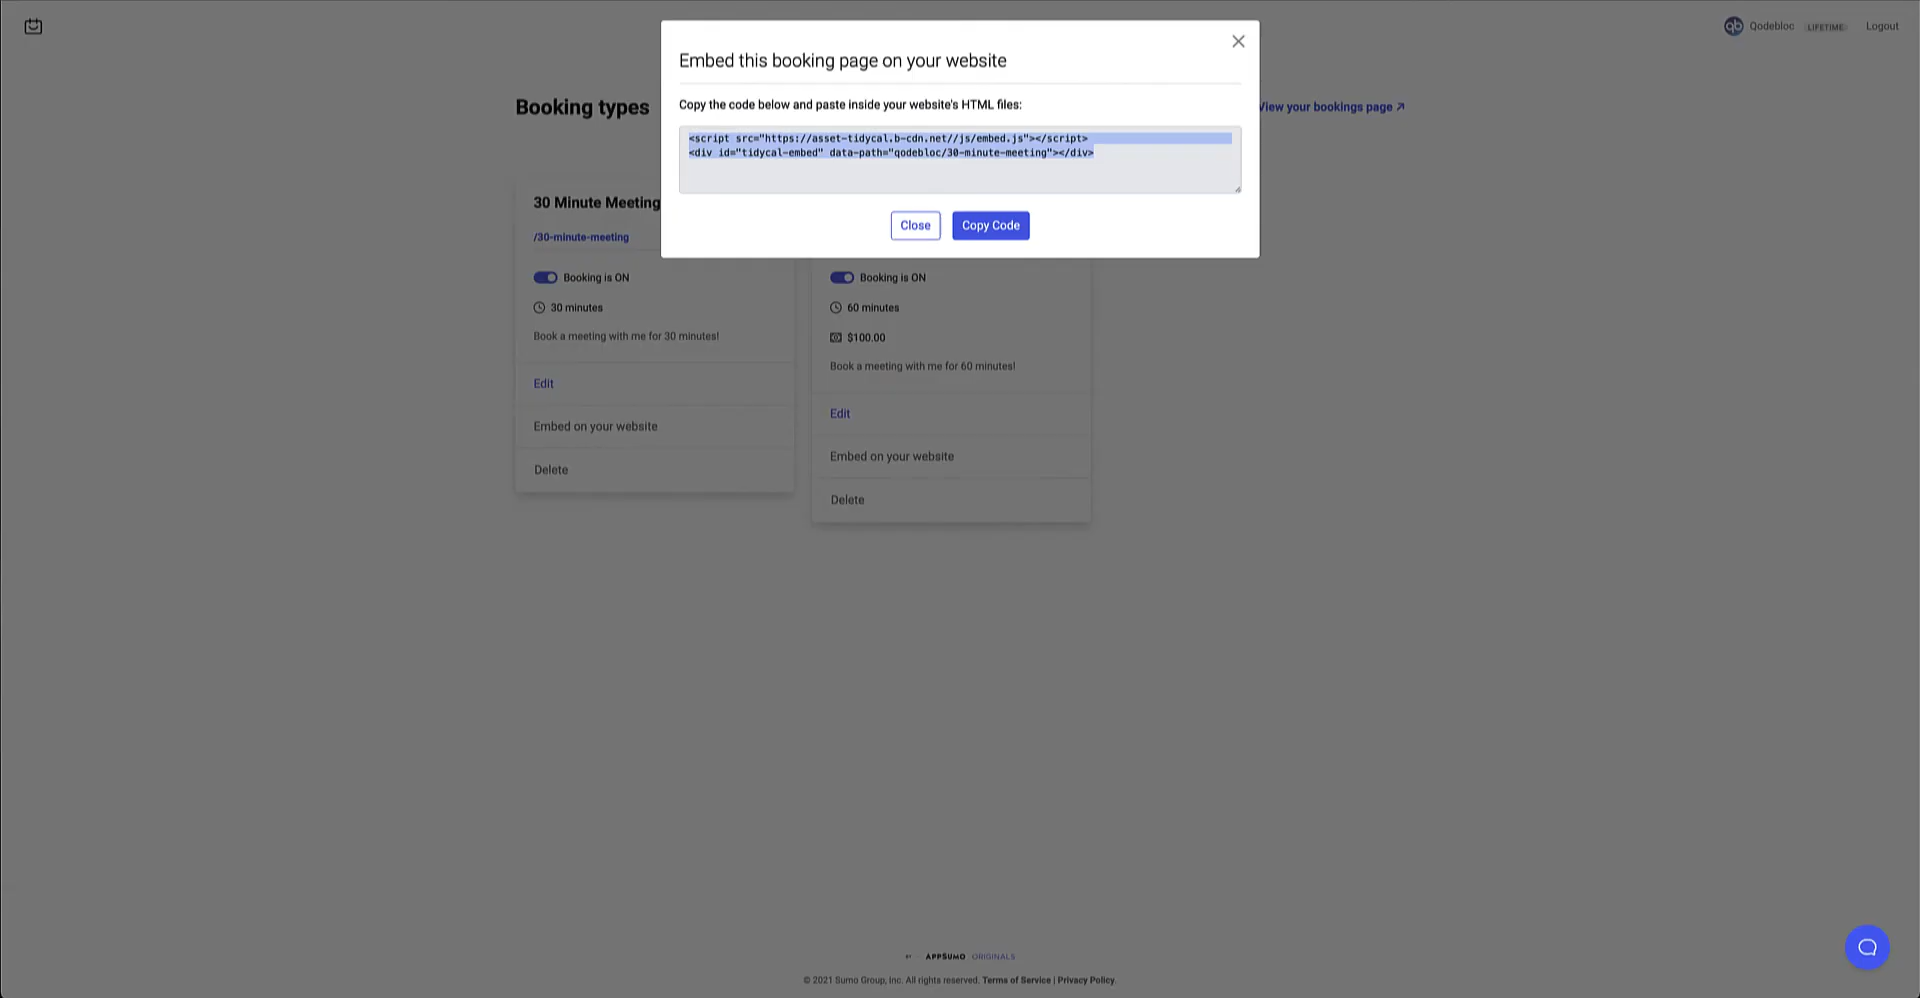 Qodebloc LIFETIME Logout
Embed this booking page on your website
Booking types
Copy the code below and paste inside your website's HTML files:
View your bookings page ↗
<script src="https://asset-tidycal.b-cdn.net//js/embed.js"></script>
<div id="tidycal-embed" data-path="qodebloc/30-minute-meeting"></div>
Close Copy Code
30 Minute Meeting
/30-minute-meeting
Booking is ON
30 minutes
Book a meeting with me for 30 minutes!
Edit
Embed on your website
Delete
Booking is ON
60 minutes
$100.00
Book a meeting with me for 60 minutes!
Edit
Embed on your website
Delete
BY APPSUMO ORIGINALS
© 2021 Sumo Group, Inc. All rights reserved. Terms of Service | Privacy Policy.